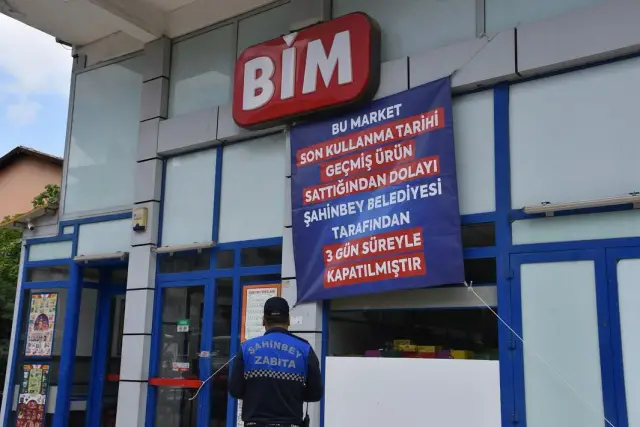 BİM
BU MARKET
SON KULLANMA TARİHİ
GEÇMİŞ ÜRÜN
SATTIĞINDAN DOLAYI
ŞAHİNBEY BELEDİYESİ
TARAFINDAN
3 GÜN SÜREYLE
KAPATILMIŞTIR
ŞAHİNBEY
ZABITA